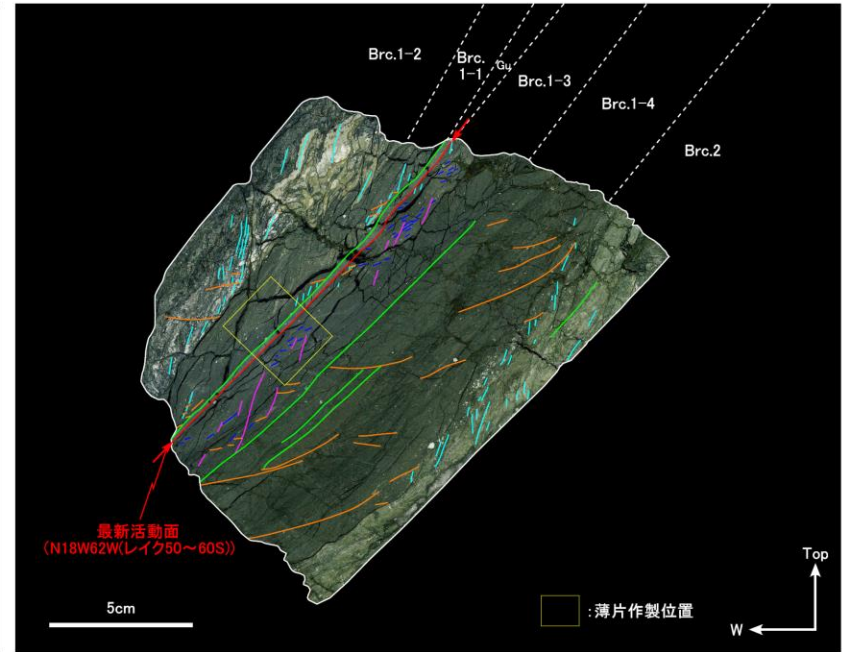 Brc.1-2
Brc.
1-1
Gu
Brc.1-3
Brc.1-4
Brc.2
最新活動面
(N18W62W(レイク50～60S))
5cm
:薄片作製位置
Top
W